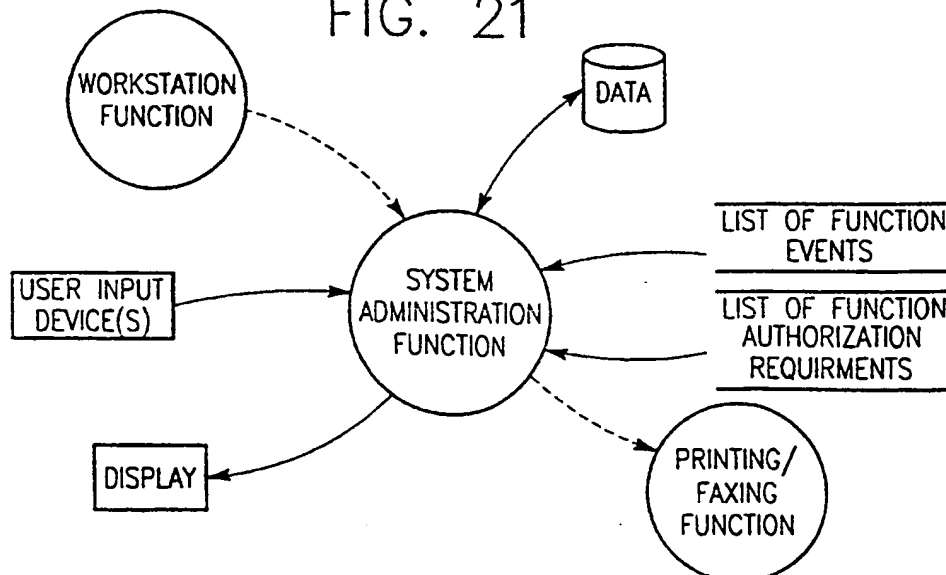 FIG. 21
WORKSTATION
FUNCTION
DATA
LIST OF FUNCTION
EVENTS
USER INPUT
DEVICE(S)
SYSTEM
ADMINISTRATION
FUNCTION
LIST OF FUNCTION
AUTHORIZATION
REQUIRMENTS
DISPLAY
PRINTING/
FAXING
FUNCTION